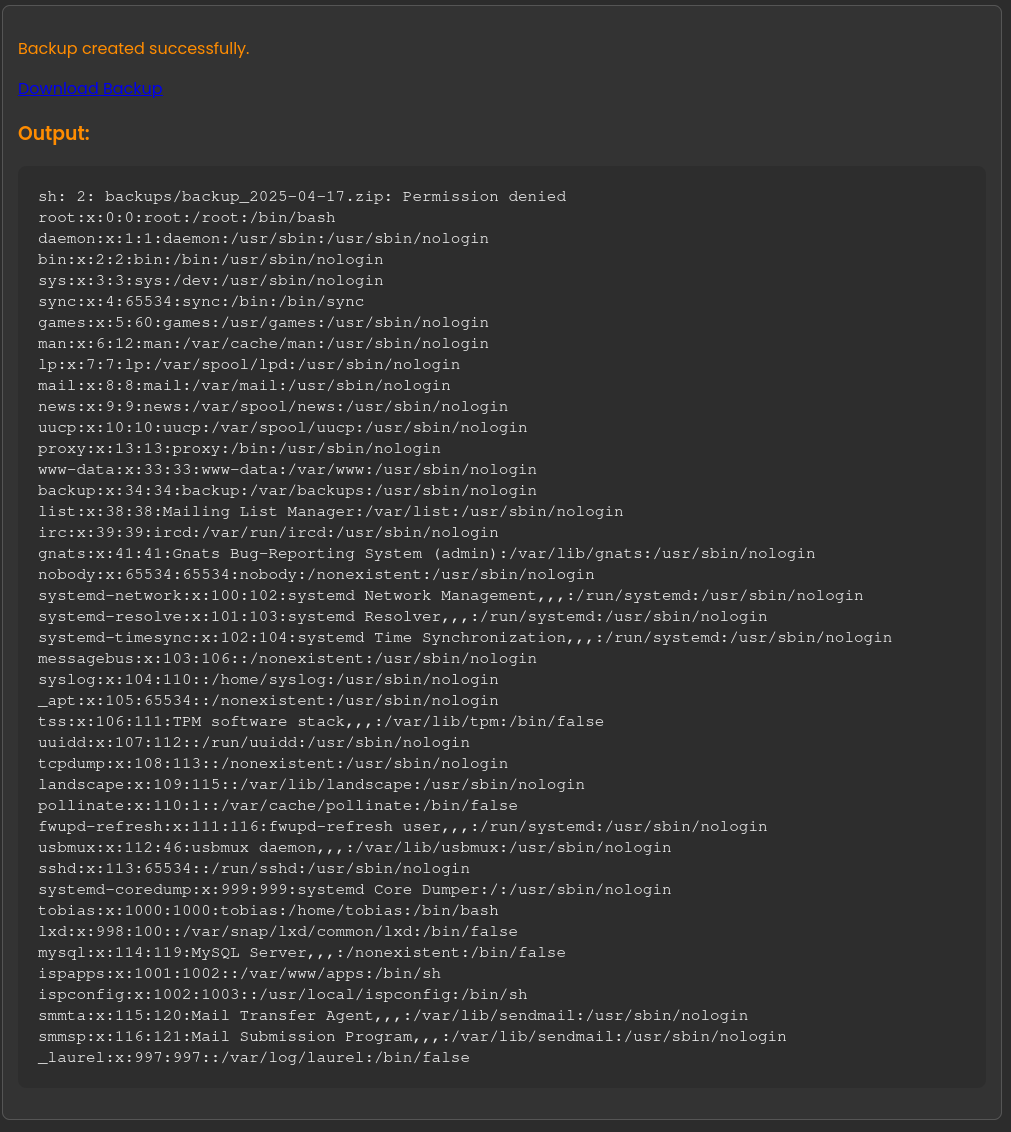 Backup created successfully.
Download Backup
Output:
sh: 2: backups/backup_2025-04-17.zip: Permission denied
root:x:0:0:root:/root:/bin/bash
daemon:x:1:1:daemon:/usr/sbin:/usr/sbin/nologin
bin:x:2:2:bin:/bin:/usr/sbin/nologin
sys:x:3:3:sys:/dev:/usr/sbin/nologin
sync:x:4:65534:sync:/bin:/bin/sync
games:x:5:60:games:/usr/games:/usr/sbin/nologin
man:x:6:12:man:/var/cache/man:/usr/sbin/nologin
lp:x:7:7:lp:/var/spool/lpd:/usr/sbin/nologin
mail:x:8:8:mail:/var/mail:/usr/sbin/nologin
news:x:9:9:news:/var/spool/news:/usr/sbin/nologin
uucp:x:10:10:uucp:/var/spool/uucp:/usr/sbin/nologin
proxy:x:13:13:proxy:/bin:/usr/sbin/nologin
www-data:x:33:33:www-data:/var/www:/usr/sbin/nologin
backup:x:34:34:backup:/var/backups:/usr/sbin/nologin
list:x:38:38:Mailing List Manager:/var/list:/usr/sbin/nologin
irc:x:39:39:ircd:/var/run/ircd:/usr/sbin/nologin
gnats:x:41:41:Gnats Bug-Reporting System (admin):/var/lib/gnats:/usr/sbin/nologin
nobody:x:65534:65534:nobody:/nonexistent:/usr/sbin/nologin
systemd-network:x:100:102:systemd Network Management,,,:/run/systemd:/usr/sbin/nologin
systemd-resolve:x:101:103:systemd Resolver,,,:/run/systemd:/usr/sbin/nologin
systemd-timesync:x:102:104:systemd Time Synchronization,,,:/run/systemd:/usr/sbin/nologin
messagebus:x:103:106::/nonexistent:/usr/sbin/nologin
syslog:x:104:110::/home/syslog:/usr/sbin/nologin
_apt:x:105:65534::/nonexistent:/usr/sbin/nologin
tss:x:106:111:TPM software stack,,,:/var/lib/tpm:/bin/false
uuidd:x:107:112::/run/uuidd:/usr/sbin/nologin
tcpdump:x:108:113::/nonexistent:/usr/sbin/nologin
landscape:x:109:115::/var/lib/landscape:/usr/sbin/nologin
pollinate:x:110:1::/var/cache/pollinate:/bin/false
fwupd-refresh:x:111:116:fwupd-refresh user,,,:/run/systemd:/usr/sbin/nologin
usbmux:x:112:46:usbmux daemon,,,:/var/lib/usbmux:/usr/sbin/nologin
sshd:x:113:65534::/run/sshd:/usr/sbin/nologin
systemd-coredump:x:999:999:systemd Core Dumper:/:/usr/sbin/nologin
tobias:x:1000:1000:tobias:/home/tobias:/bin/bash
lxd:x:998:100::/var/snap/lxd/common/lxd:/bin/false
mysql:x:114:119:MySQL Server,,,:/nonexistent:/bin/false
ispapps:x:1001:1002::/var/www/apps:/bin/sh
ispconfig:x:1002:1003::/usr/local/ispconfig:/bin/sh
smmta:x:115:120:Mail Transfer Agent,,,:/var/lib/sendmail:/usr/sbin/nologin
smmsp:x:116:121:Mail Submission Program,,,:/var/lib/sendmail:/usr/sbin/nologin
_laurel:x:997:997::/var/log/laurel:/bin/false